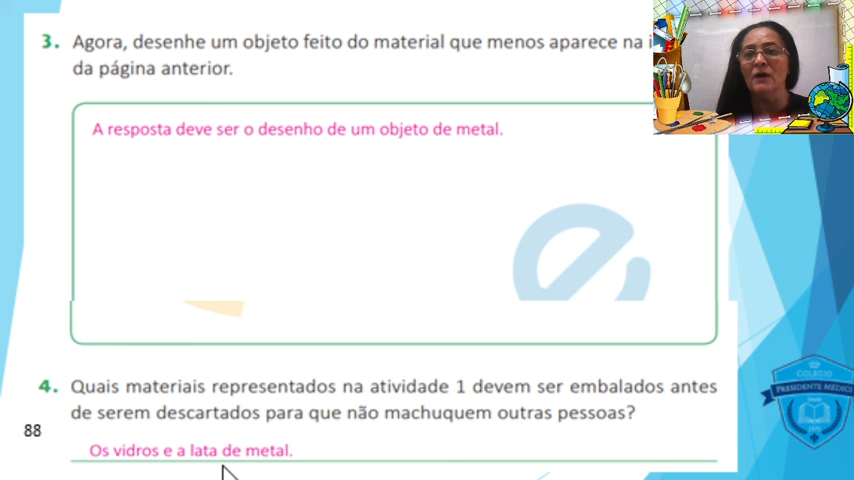 3. Agora, desenhe um objeto feito do material que menos aparece na
da página anterior.
A resposta deve ser o desenho de um objeto de metal.
4. Quais materiais representados na atividade 1 devem ser embalados antes
de serem descartados para que não machuquem outras pessoas?
88
Os vidros e a lata de metal.
COLÉGIO
PRESIDENTE MÉDICI